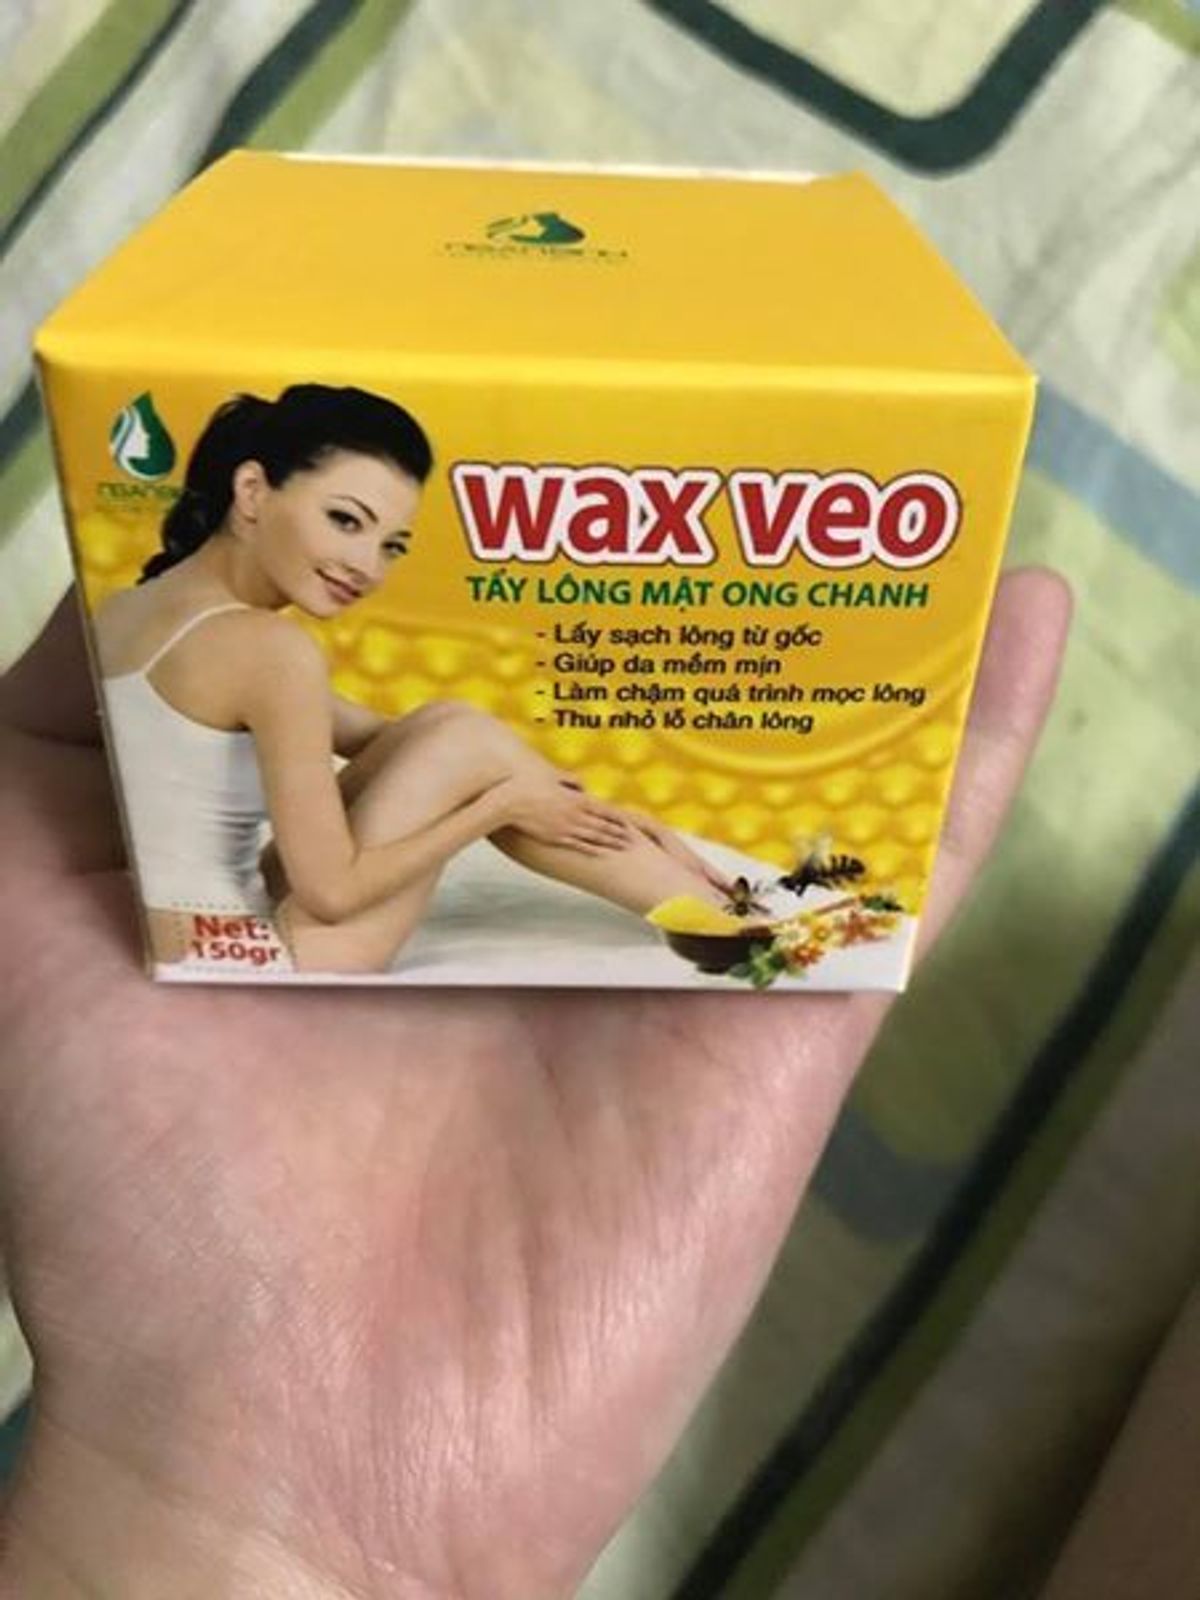 wax veo
TẨY LÔNG MẬT ONG CHANH
- Lấy sạch lông từ gốc
- Giúp da mềm mịn
- Làm chậm quá trình mọc lông
- Thu nhỏ lỗ chân lông
Net:
150gr